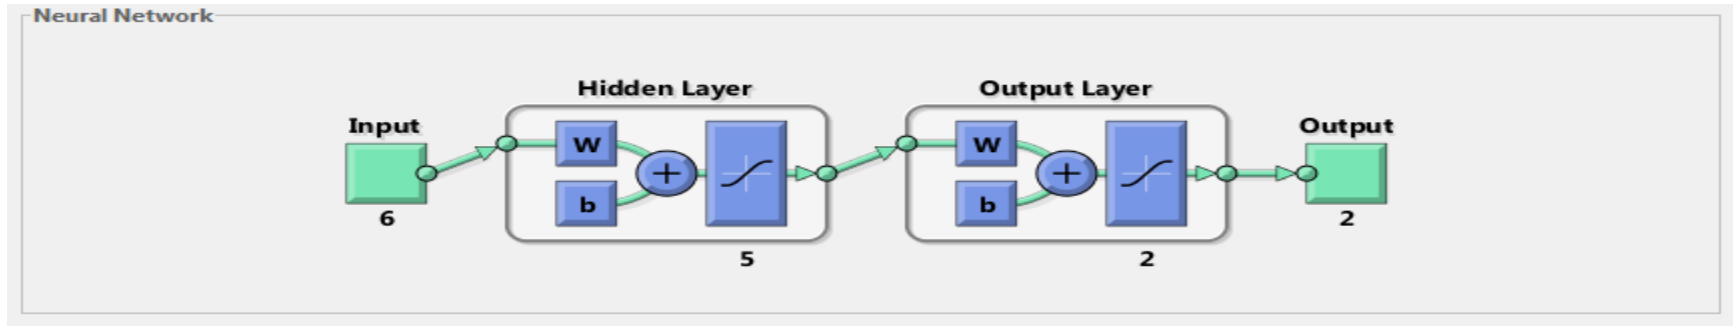 Neural Network
Hidden Layer
Output Layer
Input
Output
W
W
+
+
b
b
6
2
5
2